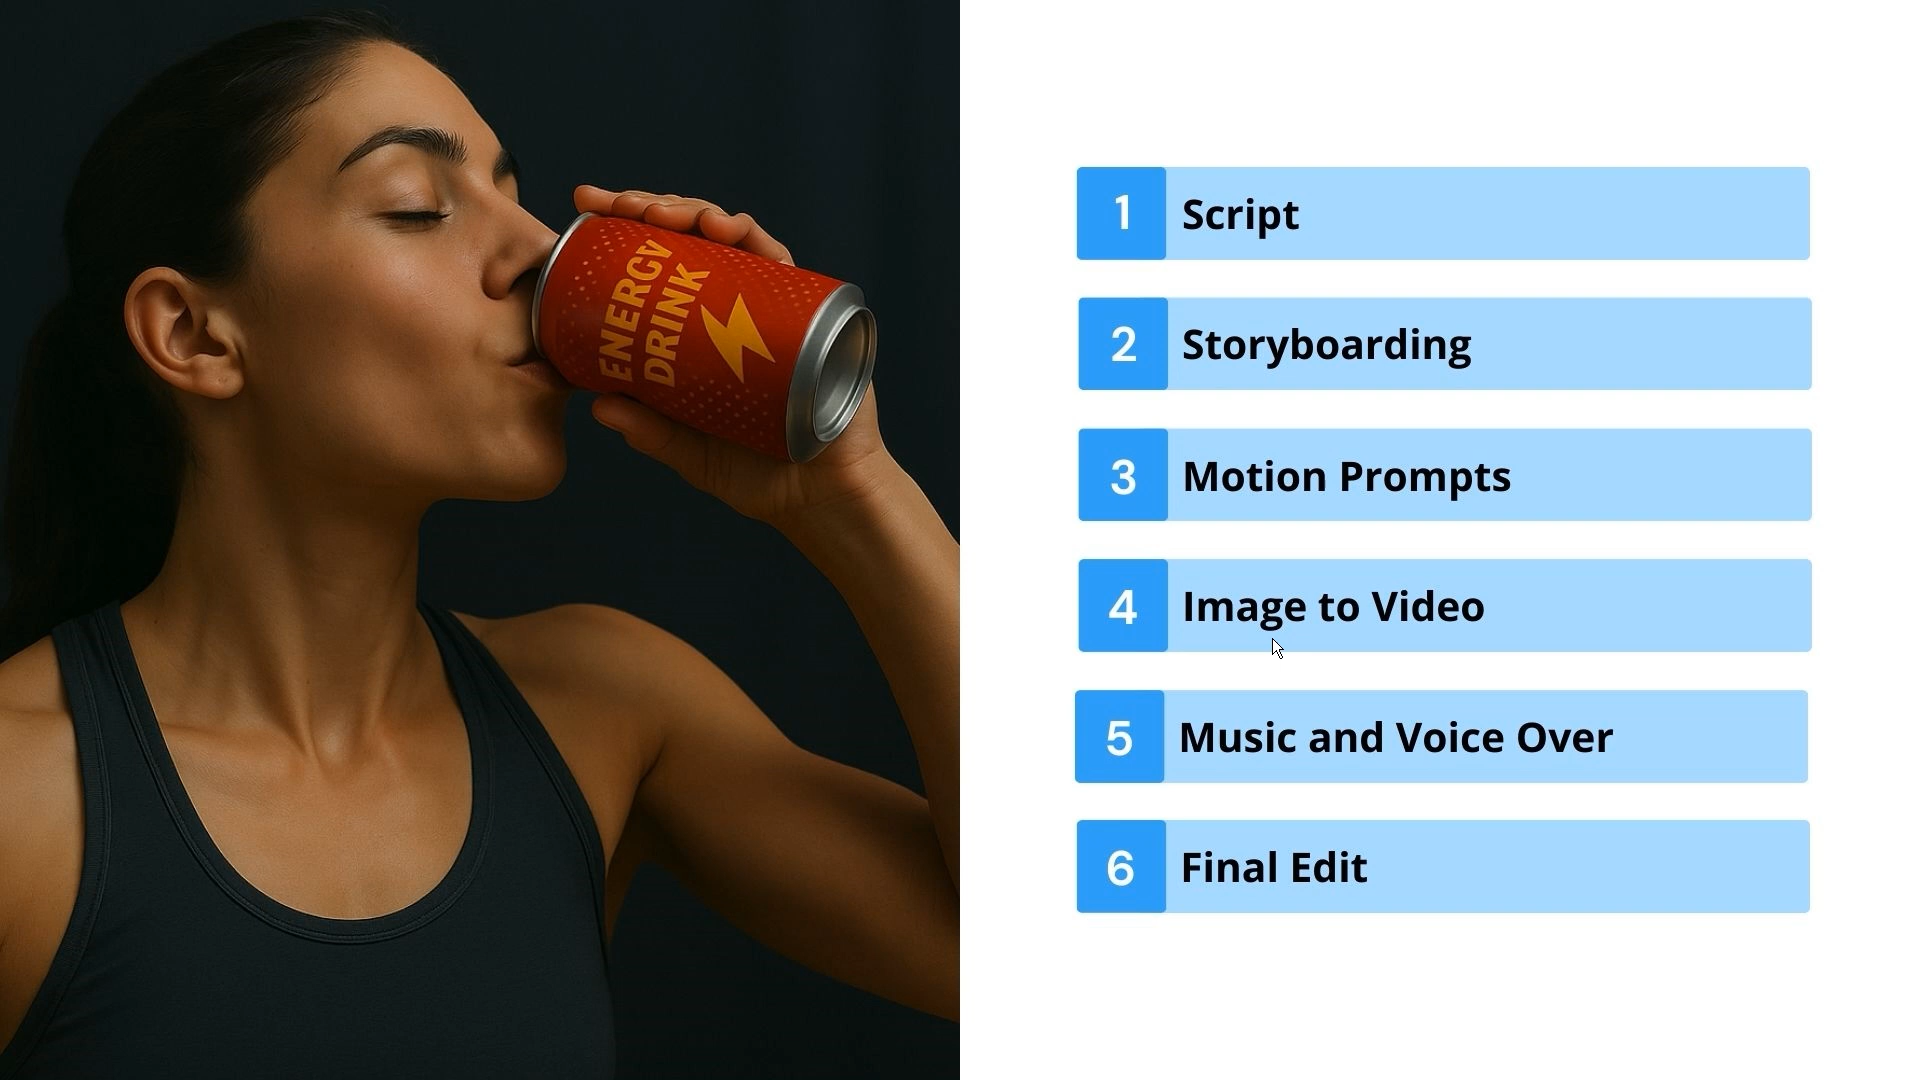 ENERGY
DRINK
1 Script
2 Storyboarding
3 Motion Prompts
4 Image to Video
5 Music and Voice Over
6 Final Edit